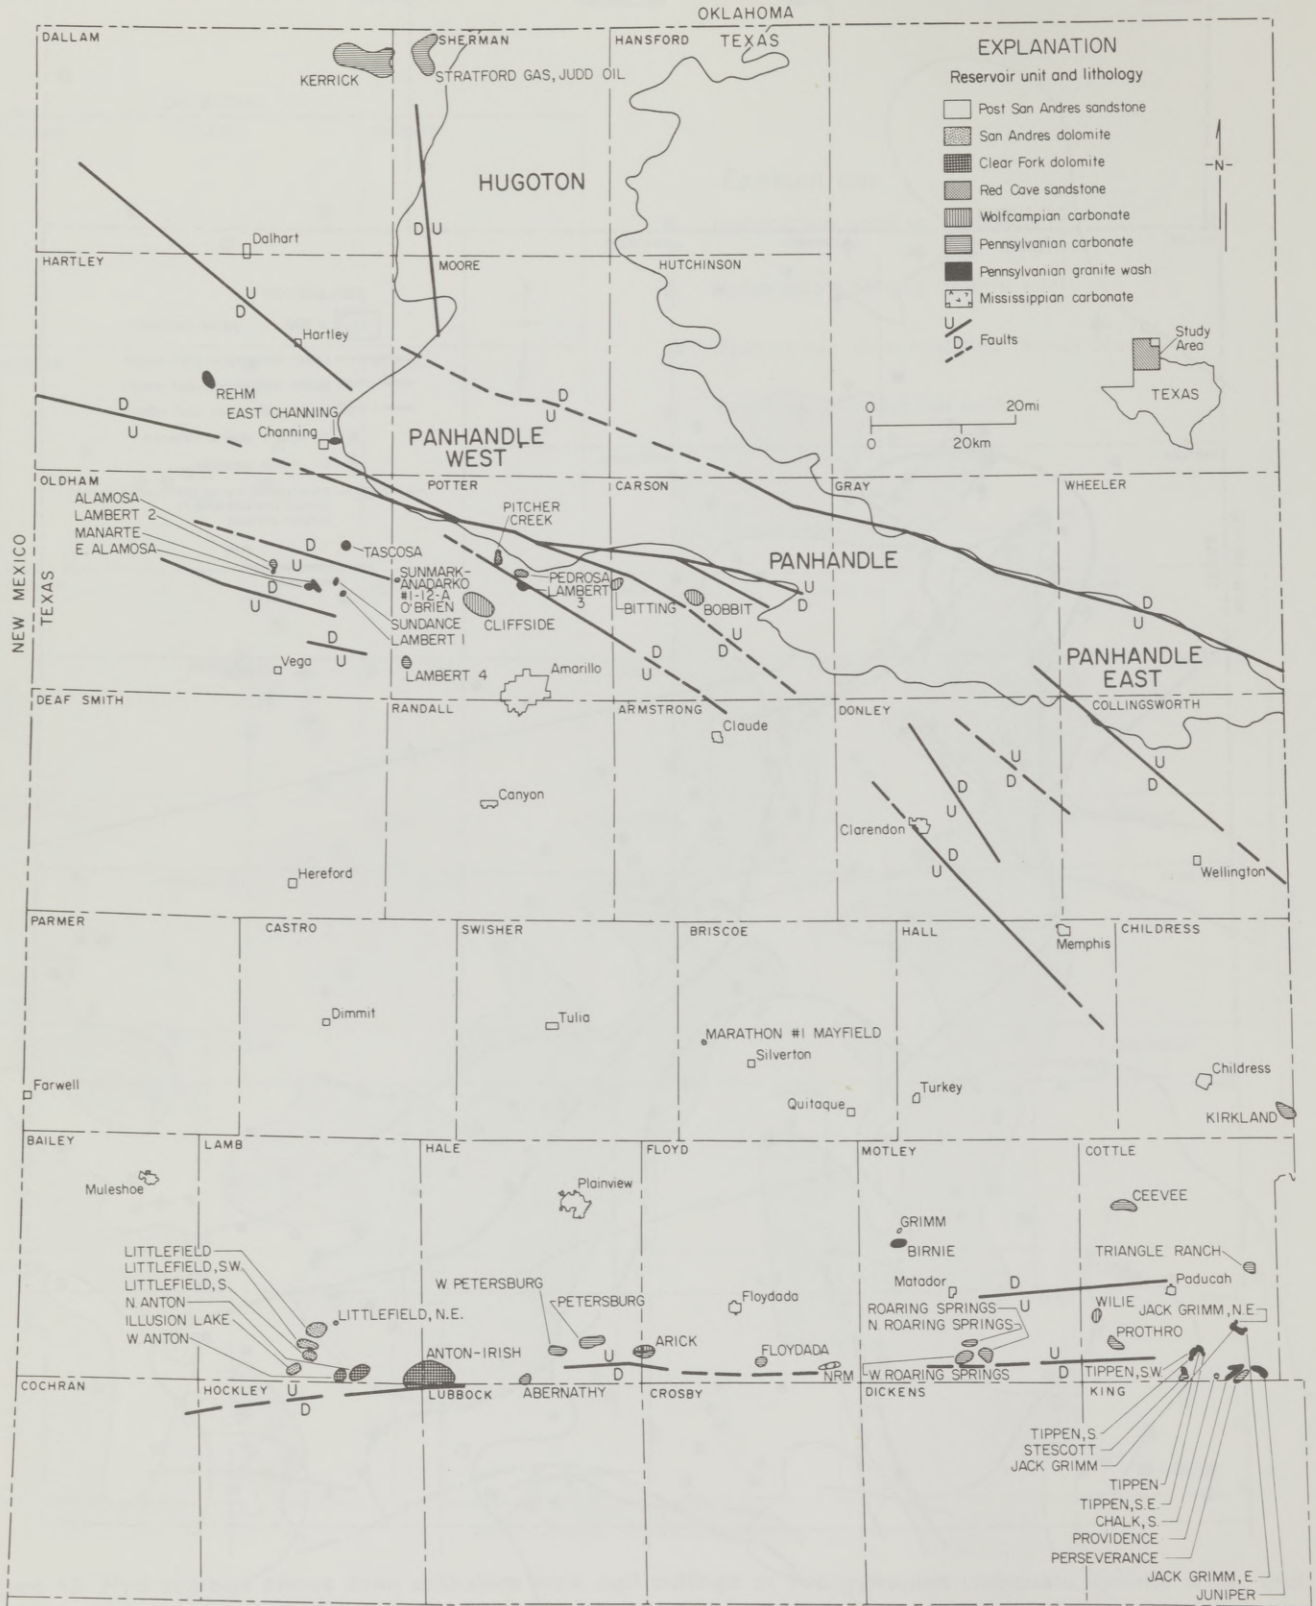 OKLAHOMA
TEXAS
DALLAM
SHERMAN
HANSFORD
KERRICK
STRATFORD GAS, JUDD OIL
EXPLANATION
Reservoir unit and lithology
Post San Andres sandstone
San Andres dolomite
Clear Fork dolomite
Red Cave sandstone
Wolfcampian carbonate
Pennsylvanian carbonate
Pennsylvanian granite wash
Mississippian carbonate
U
D
Faults
-N-
Study
Area
TEXAS
0 20mi
0 20km
HUGOTON
D U
Dalhart
HARTLEY
MOORE
HUTCHINSON
U
D
Hartley
REHM
D
U
EAST CHANNING
Channing
D
U
PANHANDLE
WEST
OLDHAM
POTTER
CARSON
GRAY
WHEELER
ALAMOSA
LAMBERT 2
MANARTE
E. ALAMOSA
PITCHER
CREEK
NEW MEXICO
TEXAS
D
U
TASCOSA
SUNMARK-
ANADARKO
#1-12-A
O'BRIEN
PEDROSA
LAMBERT
3
PANHANDLE
U
D
D
U
SUNDANCE
LAMBERT 1
CLIFFSIDE
BITTING
BOBBIT
D
U
D
U
Vega
LAMBERT 4
Amarillo
D
U
U
D
PANHANDLE
EAST
DEAF SMITH
RANDALL
ARMSTRONG
DONLEY
COLLINGSWORTH
Claude
Canyon
D
U
U
D
U
D
Clarendon
D
U
Hereford
Wellington
PARMER
CASTRO
SWISHER
BRISCOE
HALL
CHILDRESS
Memphis
Dimmit
Tulia
MARATHON #1 MAYFIELD
Silverton
Farwell
Quitaque
Turkey
Childress
KIRKLAND
BAILEY
LAMB
HALE
FLOYD
MOTLEY
COTTLE
Muleshoe
Plainview
CEEVEE
GRIMM
BIRNIE
LITTLEFIELD
LITTLEFIELD, S.W.
LITTLEFIELD, S.
N. ANTON
ILLUSION LAKE
W. ANTON
LITTLEFIELD, N.E.
W. PETERSBURG
PETERSBURG
Floydada
Matador
D
U
TRIANGLE RANCH
Paducah
ROARING SPRINGS
N. ROARING SPRINGS
WILIE
JACK GRIMM, N.E.
PROTHRO
ANTON-IRISH
U
D
ARICK
FLOYDADA
NRM
W. ROARING SPRINGS
U
D
TIPPEN, SW.
COCHRAN
HOCKLEY
U
D
LUBBOCK
ABERNATHY
CROSBY
DICKENS
KING
TIPPEN, S.
STESCOTT
JACK GRIMM
TIPPEN
TIPPEN, S.E.
CHALK, S.
PROVIDENCE
PERSEVERANCE
JACK GRIMM, E.
JUNIPER